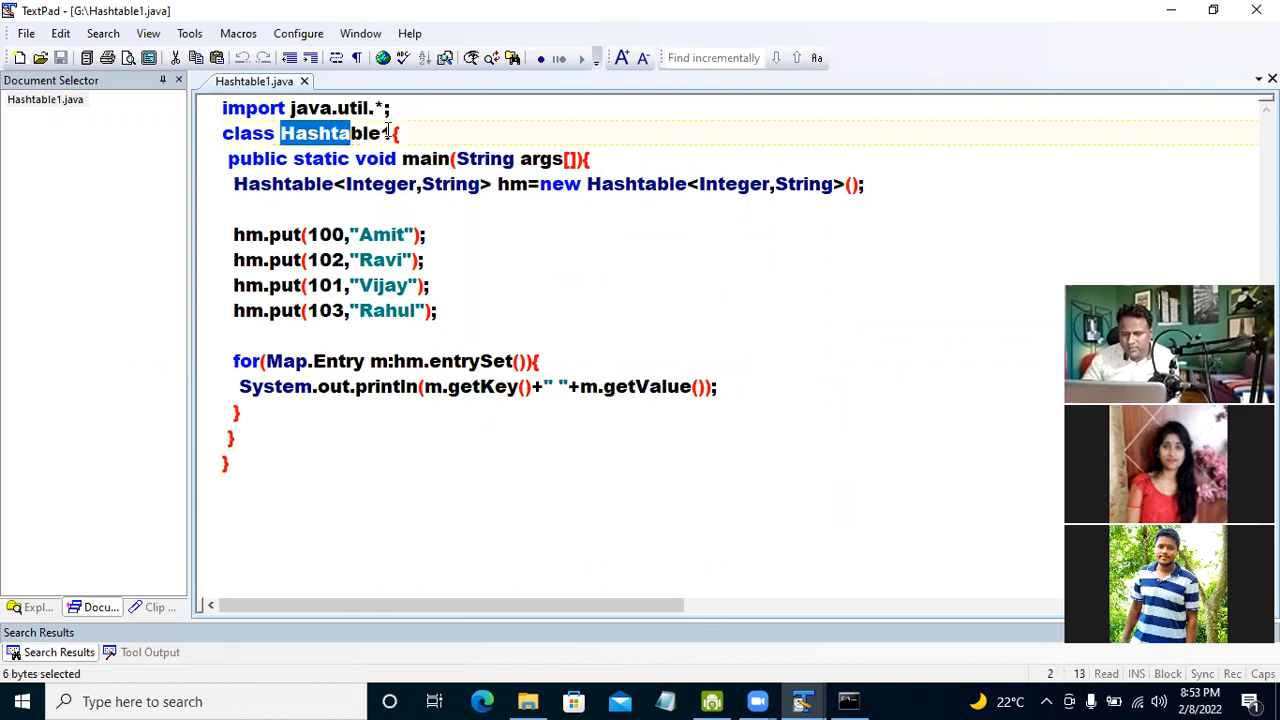 TextPad - [G:\Hashtable1.java]
File Edit Search View Tools Macros Configure Window Help
Find incrementally
Document Selector
Hashtable1.java
Hashtable1.java
import java.util.*;
class Hashtable1{
public static void main(String args[]){
Hashtable<Integer,String> hm=new Hashtable<Integer,String>();
hm.put(100,"Amit");
hm.put(102,"Ravi");
hm.put(101,"Vijay");
hm.put(103,"Rahul");
for(Map.Entry m:hm.entrySet()){
System.out.println(m.getKey()+" "+m.getValue());
}
}
}
Expl... Docu... Clip ...
Search Results
Search Results Tool Output
6 bytes selected 2 13 Read INS Block Sync Rec Caps
Type here to search
22°C
8:53 PM
2/8/2022
1